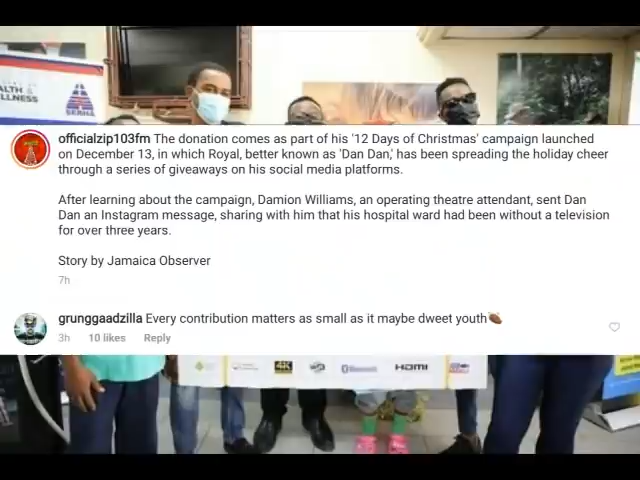 ALTH &
LLNESS
SERHA
officialzip103fm The donation comes as part of his '12 Days of Christmas' campaign launched
on December 13, in which Royal, better known as 'Dan Dan,' has been spreading the holiday cheer
through a series of giveaways on his social media platforms.
After learning about the campaign, Damion Williams, an operating theatre attendant, sent Dan
Dan an Instagram message, sharing with him that his hospital ward had been without a television
for over three years.
Story by Jamaica Observer
7h
grunggaadzilla Every contribution matters as small as it maybe dweet youth
3h 10 likes Reply
4K
Bluetooth
HDMI